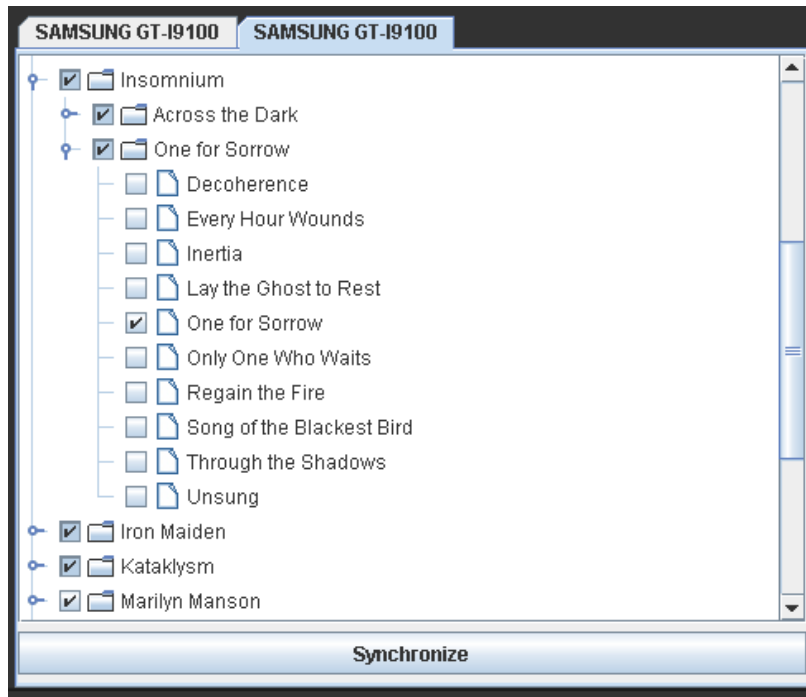 SAMSUNG GT-I9100 SAMSUNG GT-I9100
Insomnium
Across the Dark
One for Sorrow
Decoherence
Every Hour Wounds
Inertia
Lay the Ghost to Rest
One for Sorrow
Only One Who Waits
Regain the Fire
Song of the Blackest Bird
Through the Shadows
Unsung
Iron Maiden
Kataklysm
Marilyn Manson
Synchronize